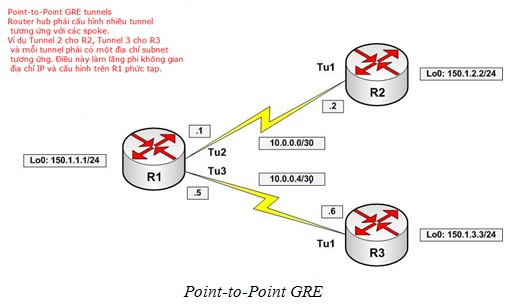 Point-to-Point GRE tunnels
Router hub phải cấu hình nhiều tunnel
tương ứng với các spoke.
Ví dụ Tunnel 2 cho R2, Tunnel 3 cho R3
và mỗi tunnel phải có một địa chỉ subnet
tương ứng. Điều này làm lãng phí không gian
địa chỉ IP và cấu hình trên R1 phức tạp.
Tu1
Lo0: 150.1.2.2/24
R2
.2
.1
10.0.0.0/30
Tu2
Lo0: 150.1.1.1/24
R1
Tu3
10.0.0.4/30
.5
.6
Lo0: 150.1.3.3/24
Tu1
R3
Point-to-Point GRE